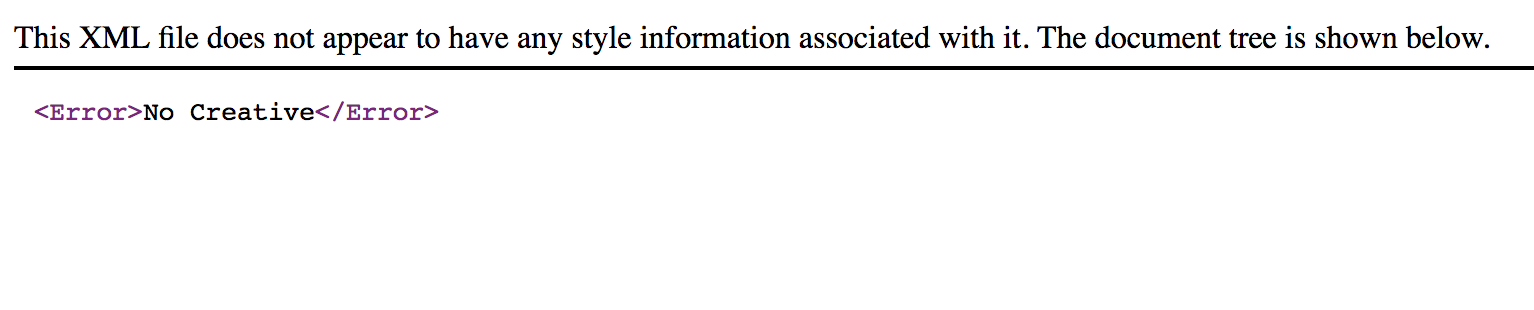 This XML file does not appear to have any style information associated with it. The document tree is shown below.
<Error>No Creative</Error>